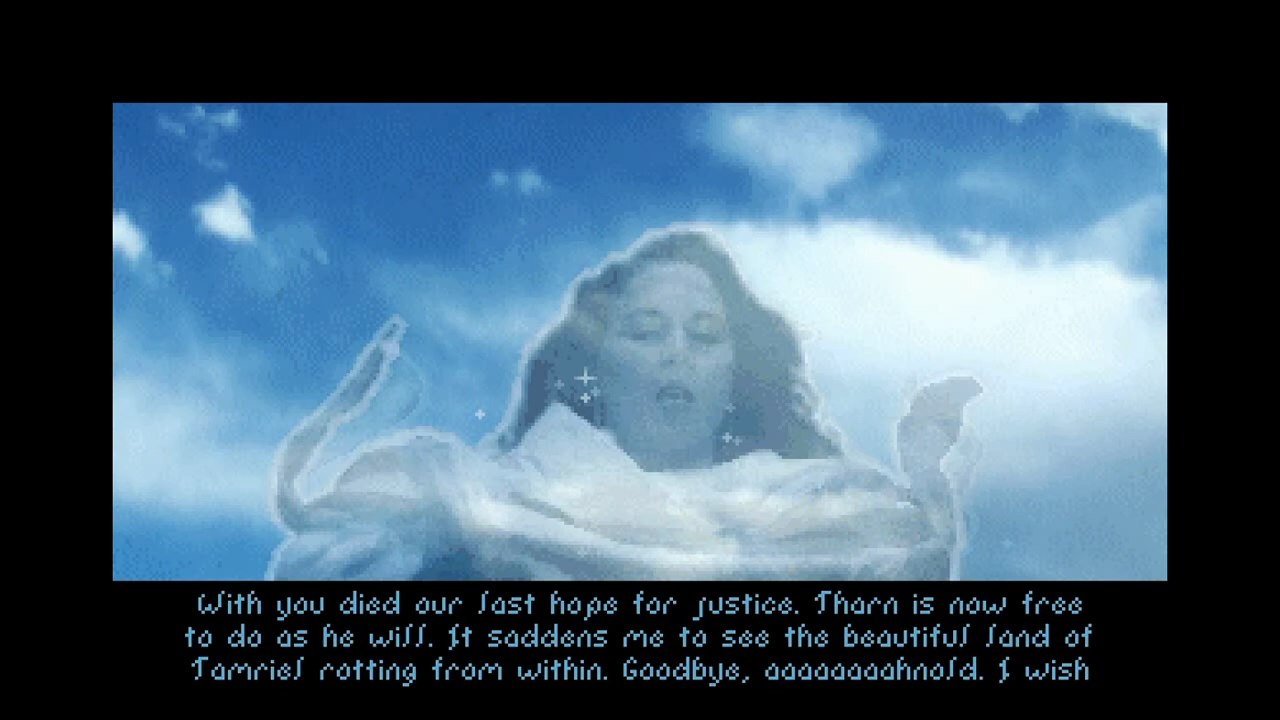 With you died our last hope for justice. Tharn is now free
to do as he will. It saddens me to see the beautiful land of
Tamriel rotting from within. Goodbye, aaaaaaaahnold. I wish